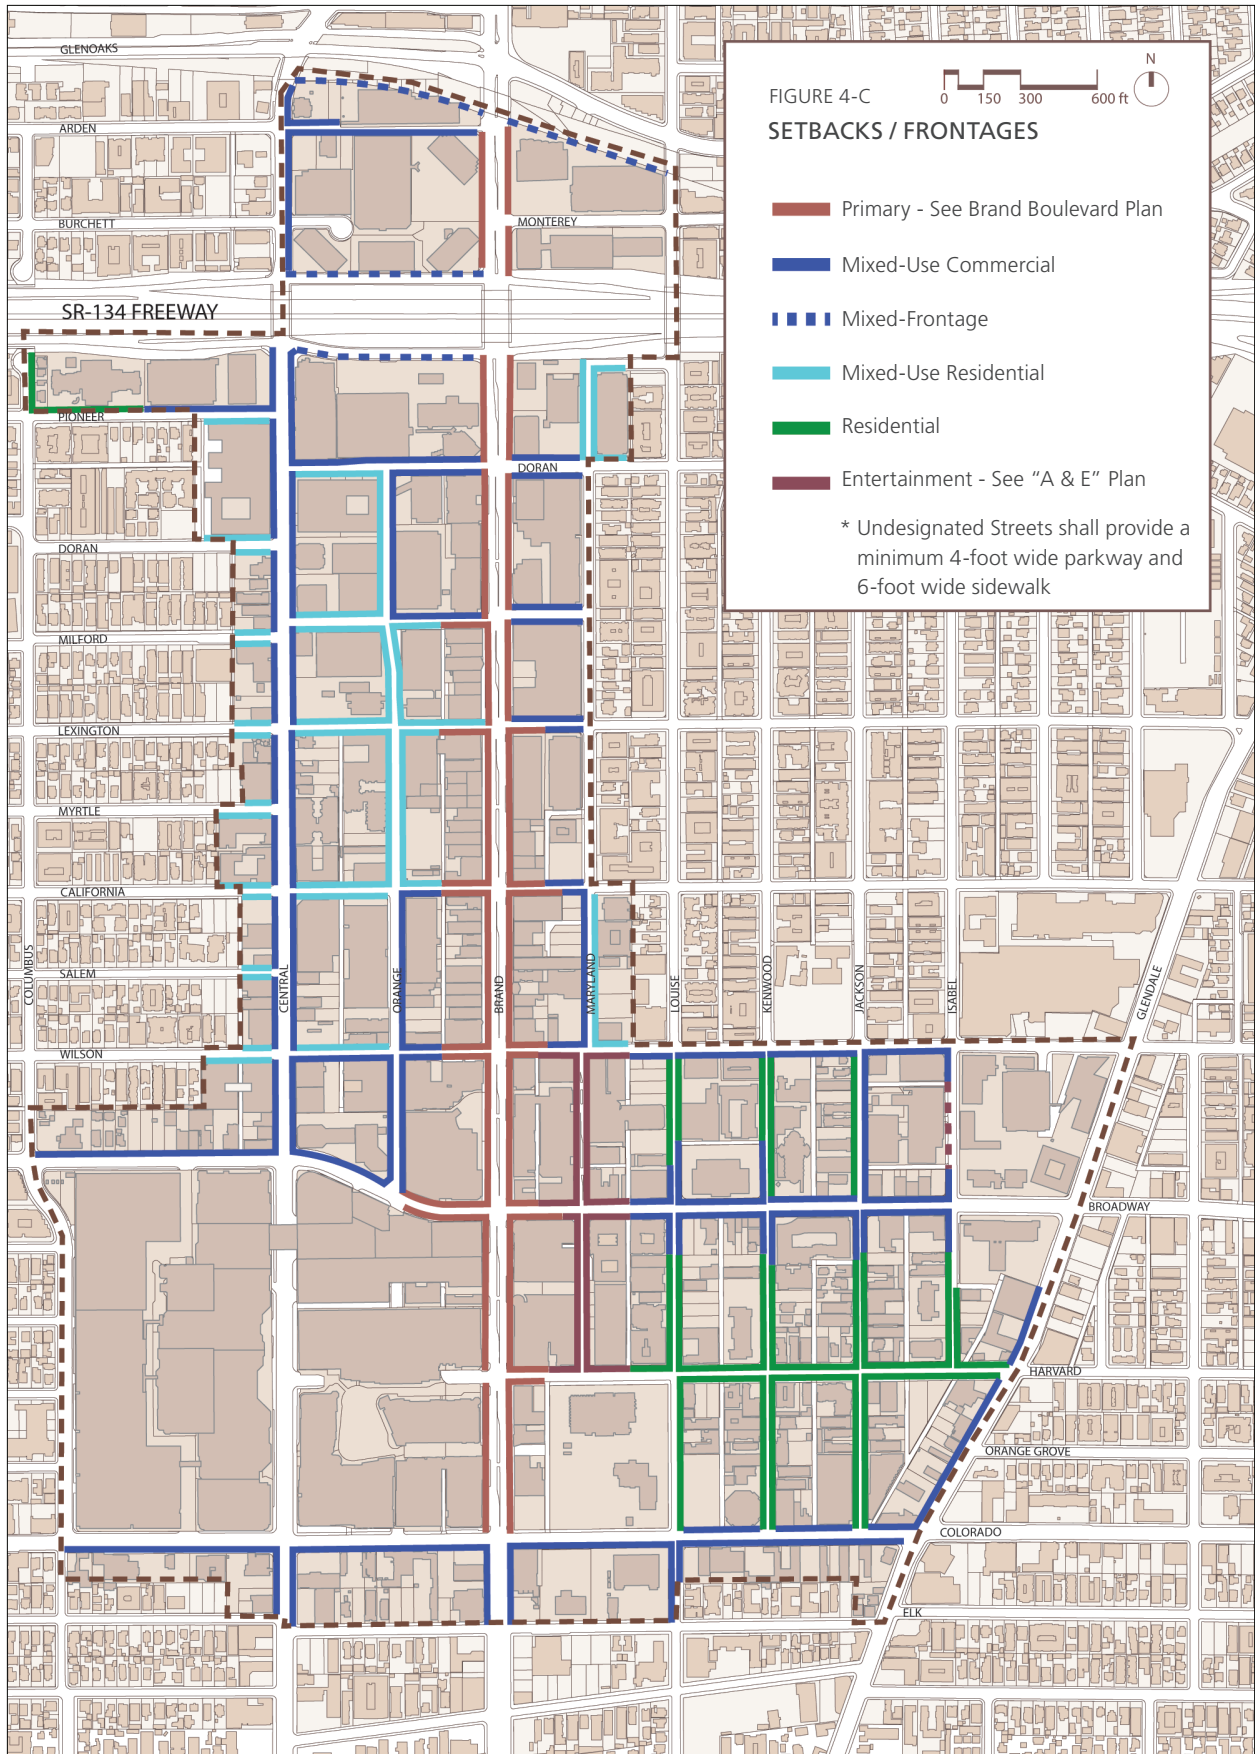 GLENOAKS
ARDEN
BURCHETT
MONTEREY
SR-134 FREEWAY
PIONEER
DORAN
DORAN
MILFORD
LEXINGTON
MYRTLE
CALIFORNIA
SALEM
WILSON
COLUMBUS
CENTRAL
ORANGE
BRAND
MARYLAND
LOUISE
KENWOOD
JACKSON
ISABEL
GLENDALE
BROADWAY
HARVARD
ORANGE GROVE
COLORADO
ELK
FIGURE 4-C
SETBACKS / FRONTAGES
0 150 300 600 ft
N
Primary - See Brand Boulevard Plan
Mixed-Use Commercial
Mixed-Frontage
Mixed-Use Residential
Residential
Entertainment - See “A & E” Plan
* Undesignated Streets shall provide a
minimum 4-foot wide parkway and
6-foot wide sidewalk